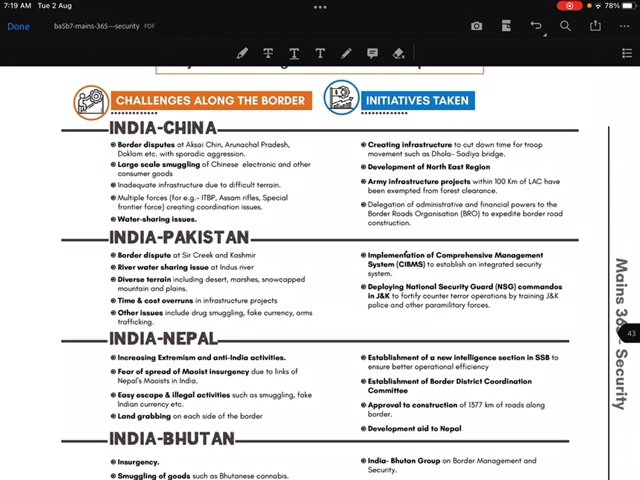 7:19 AM Tue 2 Aug
78%
Done
ba5b7-mains-365---security PDF
CHALLENGES ALONG THE BORDER
INITIATIVES TAKEN
INDIA-CHINA
Border disputes at Aksai Chin, Arunachal Pradesh,
Doklam etc. with sporadic aggression.
Large scale smuggling of Chinese electronic and other
consumer goods
Inadequate infrastructure due to difficult terrain.
Multiple forces (for e.g.- ITBP, Assam rifles, Special
frontier force) creating coordination issues.
Water-sharing issues.
Creating infrastructure to cut down time for troop
movement such as Dhola- Sadiya bridge.
Development of North East Region
Army infrastructure projects within 100 Km of LAC have
been exempted from forest clearance.
Delegation of administrative and financial powers to the
Border Roads Organisation (BRO) to expedite border road
construction.
INDIA-PAKISTAN
Border dispute at Sir Creek and Kashmir
River water sharing issue at Indus river
Diverse terrain including desert, marshes, snowcapped
mountain and plains.
Time & cost overruns in infrastructure projects
Other issues include drug smuggling, fake currency, arms
trafficking.
Implementation of Comprehensive Management
System (CIBMS) to establish an integrated security
system.
Deploying National Security Guard (NSG) commandos
in J&K to fortify counter terror operations by training J&K
police and other paramilitary forces.
INDIA-NEPAL
Increasing Extremism and anti-India activities.
Fear of spread of Maoist insurgency due to links of
Nepal's Maoists in India.
Easy escape & illegal activities such as smuggling, fake
Indian currency etc.
Land grabbing on each side of the border
Establishment of a new intelligence section in SSB to
ensure better operational efficiency
Establishment of Border District Coordination
Committee
Approval to construction of 1377 km of roads along
border.
Development aid to Nepal
INDIA-BHUTAN
Insurgency.
Smuggling of goods such as Bhutanese cannabis.
India- Bhutan Group on Border Management and
Security.
Mains 36 - Security
43